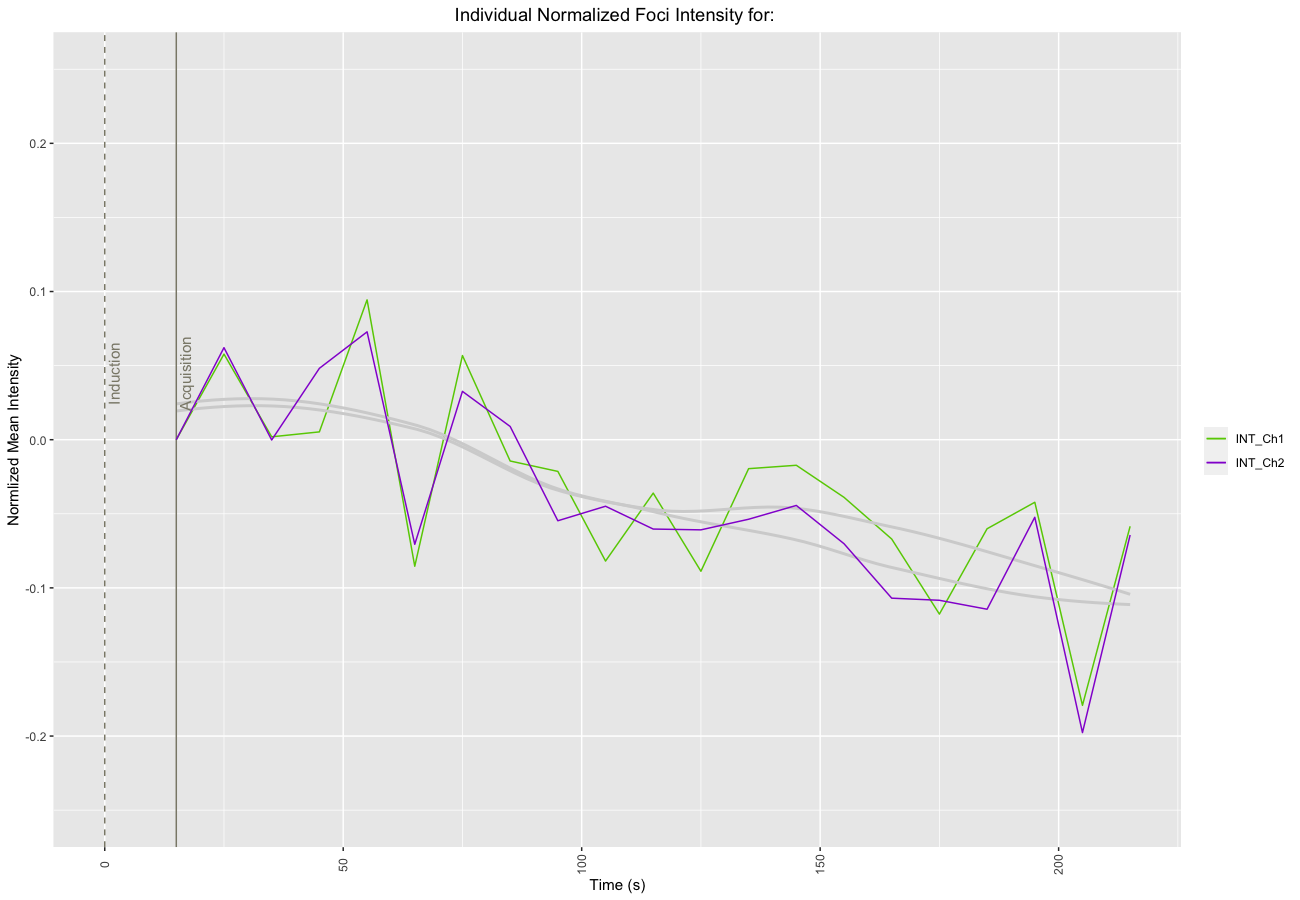 Individual Normalized Foci Intensity for:
Normlized Mean Intensity
0.2
0.1
0.0
-0.1
-0.2
Induction
Acquisition
0
50
100
150
200
Time (s)
INT_Ch1
INT_Ch2